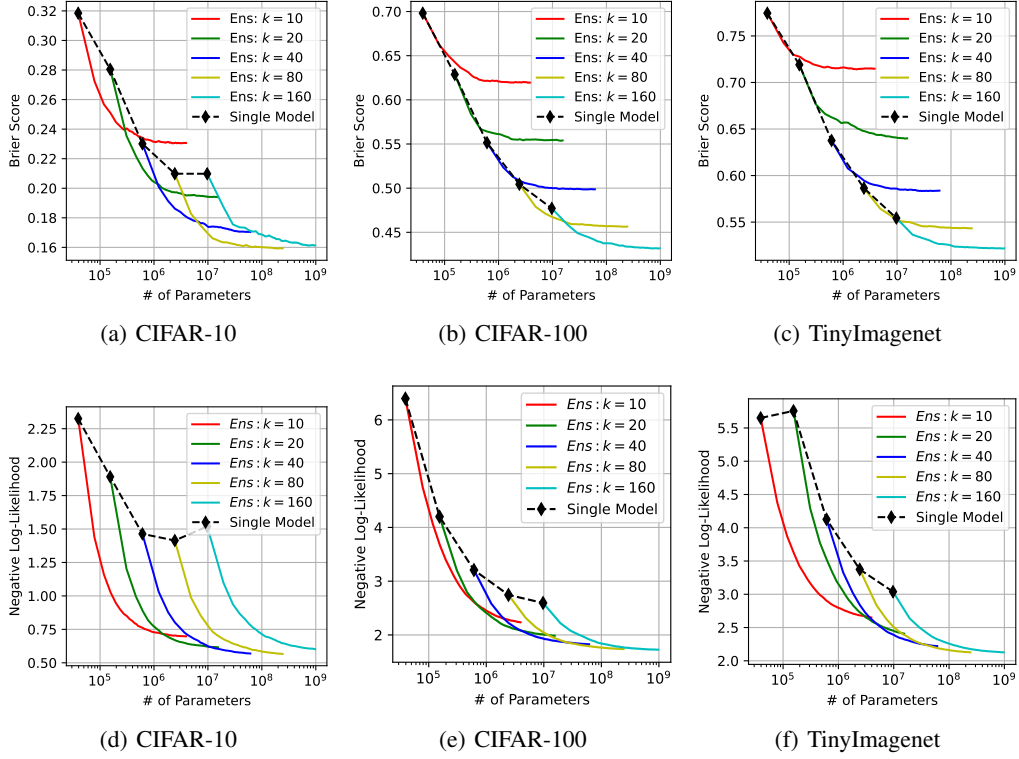 0.32
0.30
0.28
0.26
0.24
0.22
0.20
0.18
0.16
Brier Score
10^5
10^6
10^7
10^8
10^9
# of Parameters
Ens: k = 10
Ens: k = 20
Ens: k = 40
Ens: k = 80
Ens: k = 160
Single Model
(a) CIFAR-10
0.70
0.65
0.60
0.55
0.50
0.45
Brier Score
10^5
10^6
10^7
10^8
10^9
# of Parameters
Ens: k = 10
Ens: k = 20
Ens: k = 40
Ens: k = 80
Ens: k = 160
Single Model
(b) CIFAR-100
0.75
0.70
0.65
0.60
0.55
Brier Score
10^5
10^6
10^7
10^8
10^9
# of Parameters
Ens: k = 10
Ens: k = 20
Ens: k = 40
Ens: k = 80
Ens: k = 160
Single Model
(c) TinyImagenet
2.25
2.00
1.75
1.50
1.25
1.00
0.75
0.50
Negative Log-Likelihood
10^5
10^6
10^7
10^8
10^9
# of Parameters
Ens : k = 10
Ens : k = 20
Ens : k = 40
Ens : k = 80
Ens : k = 160
Single Model
(d) CIFAR-10
6
5
4
3
2
Negative Log-Likelihood
10^5
10^6
10^7
10^8
10^9
# of Parameters
Ens : k = 10
Ens : k = 20
Ens : k = 40
Ens : k = 80
Ens : k = 160
Single Model
(e) CIFAR-100
5.5
5.0
4.5
4.0
3.5
3.0
2.5
2.0
Negative Log-Likelihood
10^5
10^6
10^7
10^8
10^9
# of Parameters
Ens : k = 10
Ens : k = 20
Ens : k = 40
Ens : k = 80
Ens : k = 160
Single Model
(f) TinyImagenet